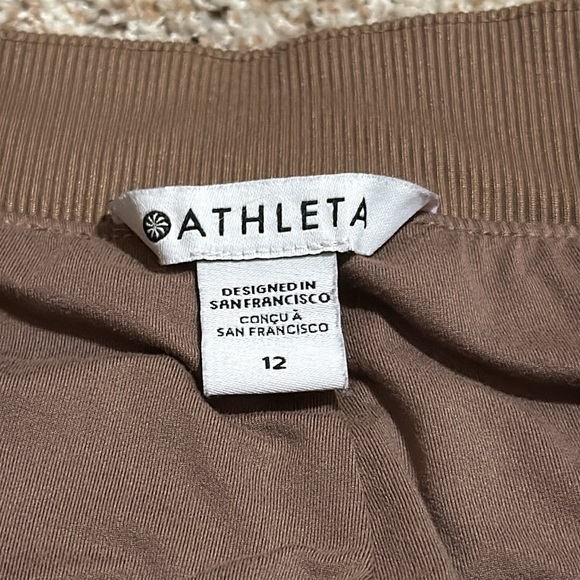 ATHLETA
DESIGNED IN
SAN FRANCISCO
CONÇU À
SAN FRANCISCO
12